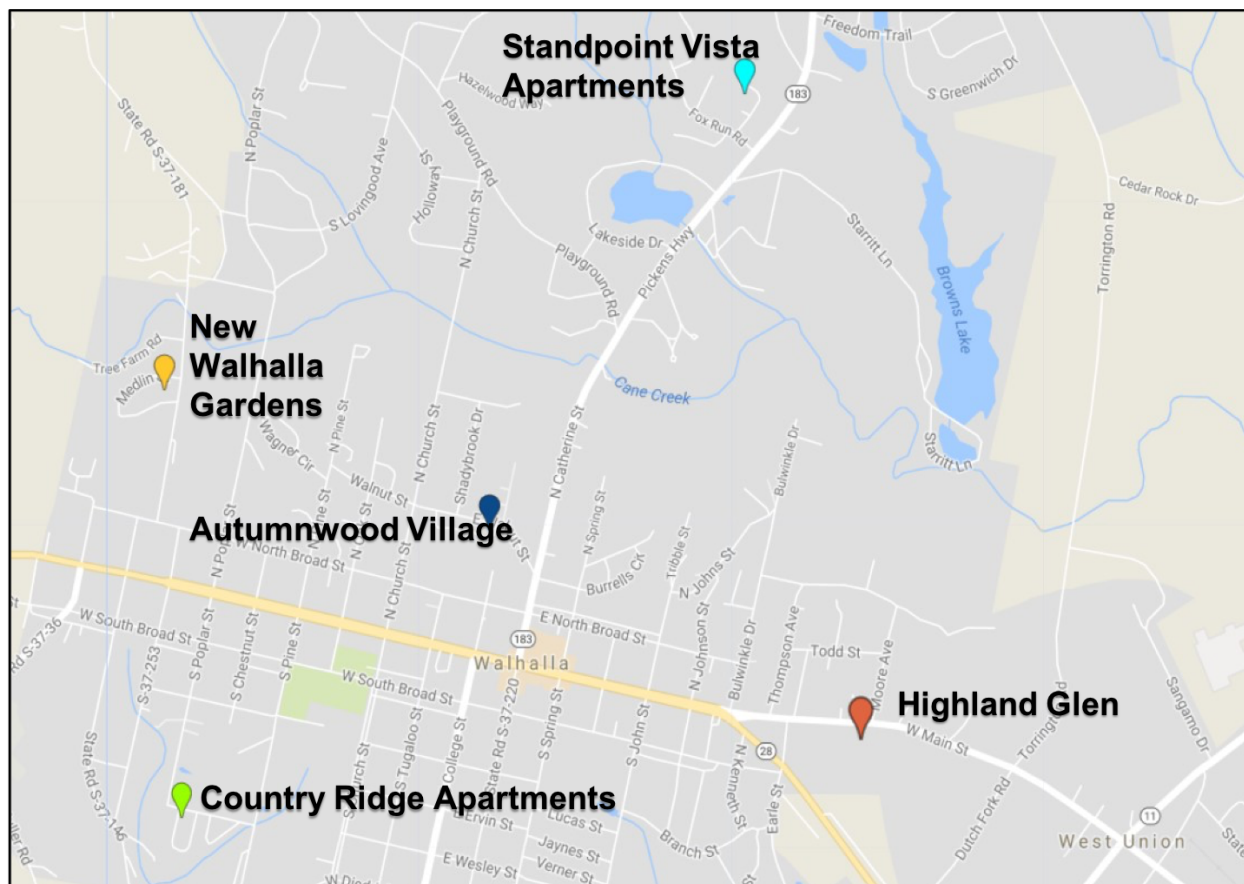 Standpoint Vista
Apartments
Freedom Trail
183
S Greenwich Dr
Hazelwood Way
Fox Run Rd
State Rd S-37-181
N Poplar St
S Lovingood Ave
Holloway St
Playground Rd
N Church St
Cedar Rock Dr
Torrington Rd
Starritt Ln
Lakeside Dr
Playground Rd
Pickens Hwy
Browns Lake
New
Walhalla
Gardens
Tree Farm Rd
Medlin
Cane Creek
Wagner Cir
N Pine St
N Church St
Shadybrook Dr
N Catherine St
Bulwinkle Dr
Starritt Ln
Walnut St
Autumnwood Village
N Spring St
Tribble St
N Johns St
Burrells
W North Broad St
N Church St
E North Broad St
183
Walhalla
W South Broad St
S-37-36
S-37-253
S Poplar St
S Chestnut St
S Pine St
W South Broad St
State Rd S-37-220
S Spring St
S John St
N Johnson St
Bulwinkle Dr
Thompson Ave
Todd St
Moore Ave
Highland Glen
W Main St
Torrington
Sangamo Dr
28
N Kenneth St
Earle St
State Rd S-37-146
Country Ridge Apartments
S Tugaloo St
College St
Ervin St
Lucas St
Jaynes St
Verner St
E Wesley St
Branch St
Dutch Fork Rd
11
West Union
State